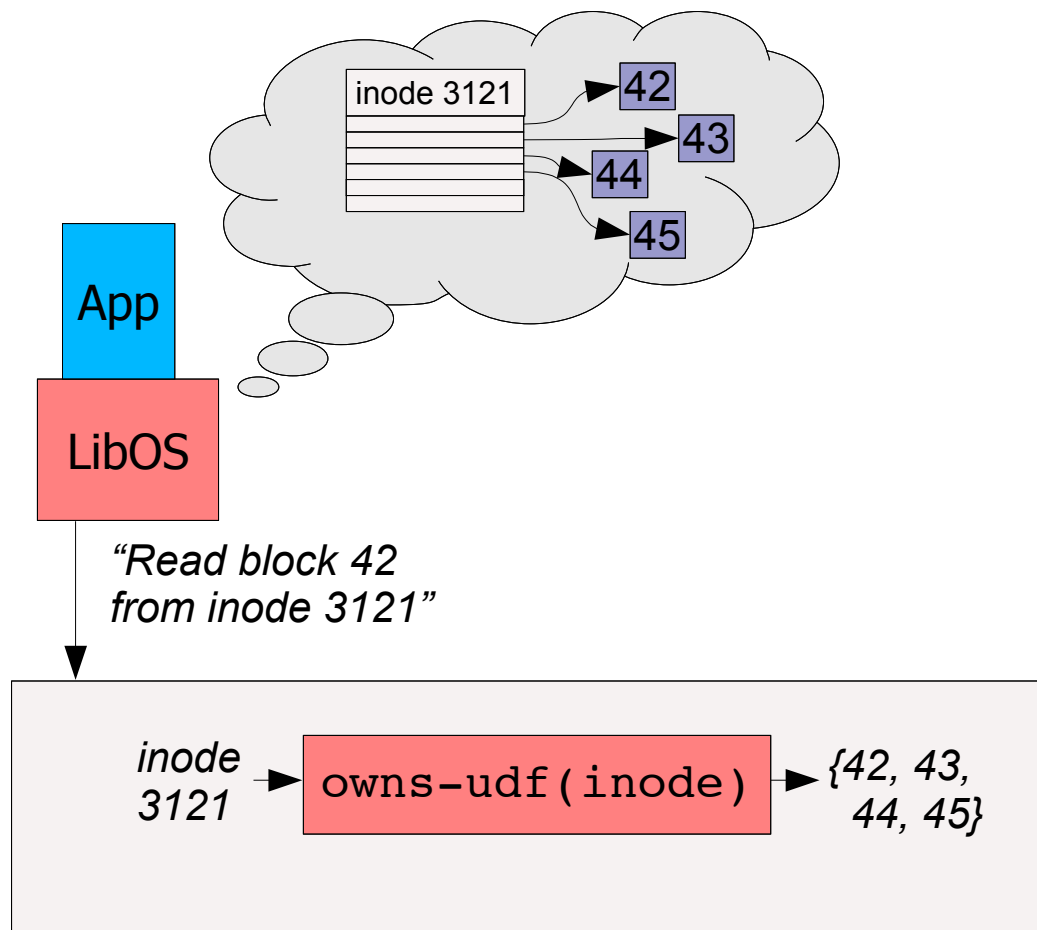 inode 3121
42
43
44
45
App
LibOS
“Read block 42
from inode 3121”
inode
3121
owns-udf(inode)
{42, 43,
44, 45}